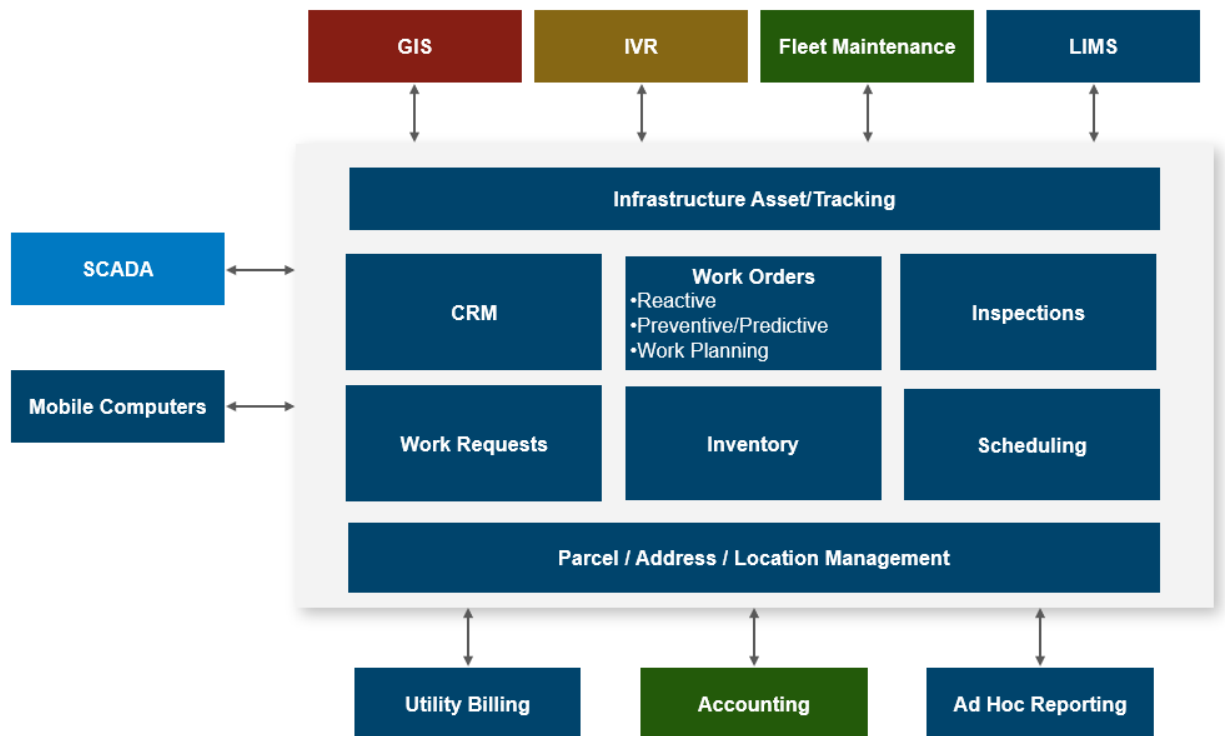 GIS
IVR
Fleet Maintenance
LIMS
Infrastructure Asset/Tracking
SCADA
CRM
Work Orders
•Reactive
•Preventive/Predictive
•Work Planning
Inspections
Mobile Computers
Work Requests
Inventory
Scheduling
Parcel / Address / Location Management
Utility Billing
Accounting
Ad Hoc Reporting